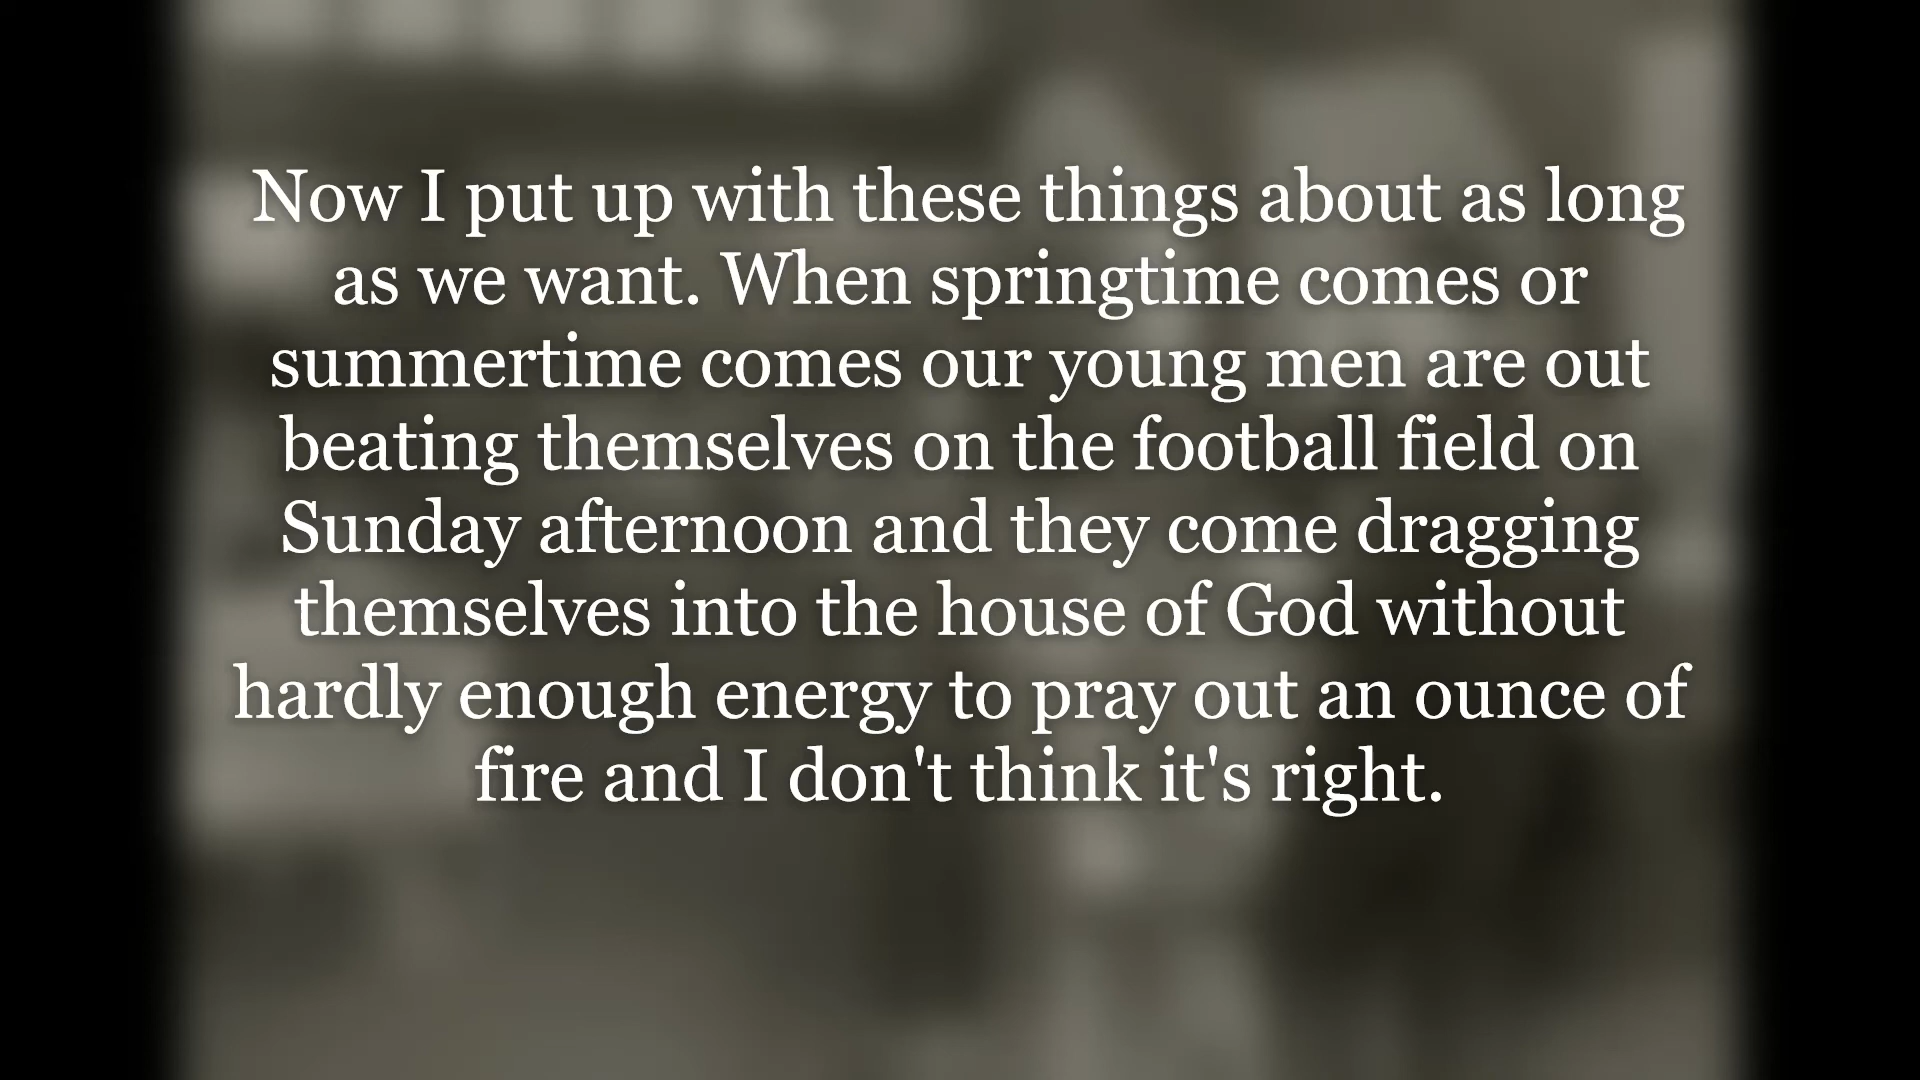 Now I put up with these things about as long
as we want. When springtime comes or
summertime comes our young men are out
beating themselves on the football field on
Sunday afternoon and they come dragging
themselves into the house of God without
hardly enough energy to pray out an ounce of
fire and I don't think it's right.